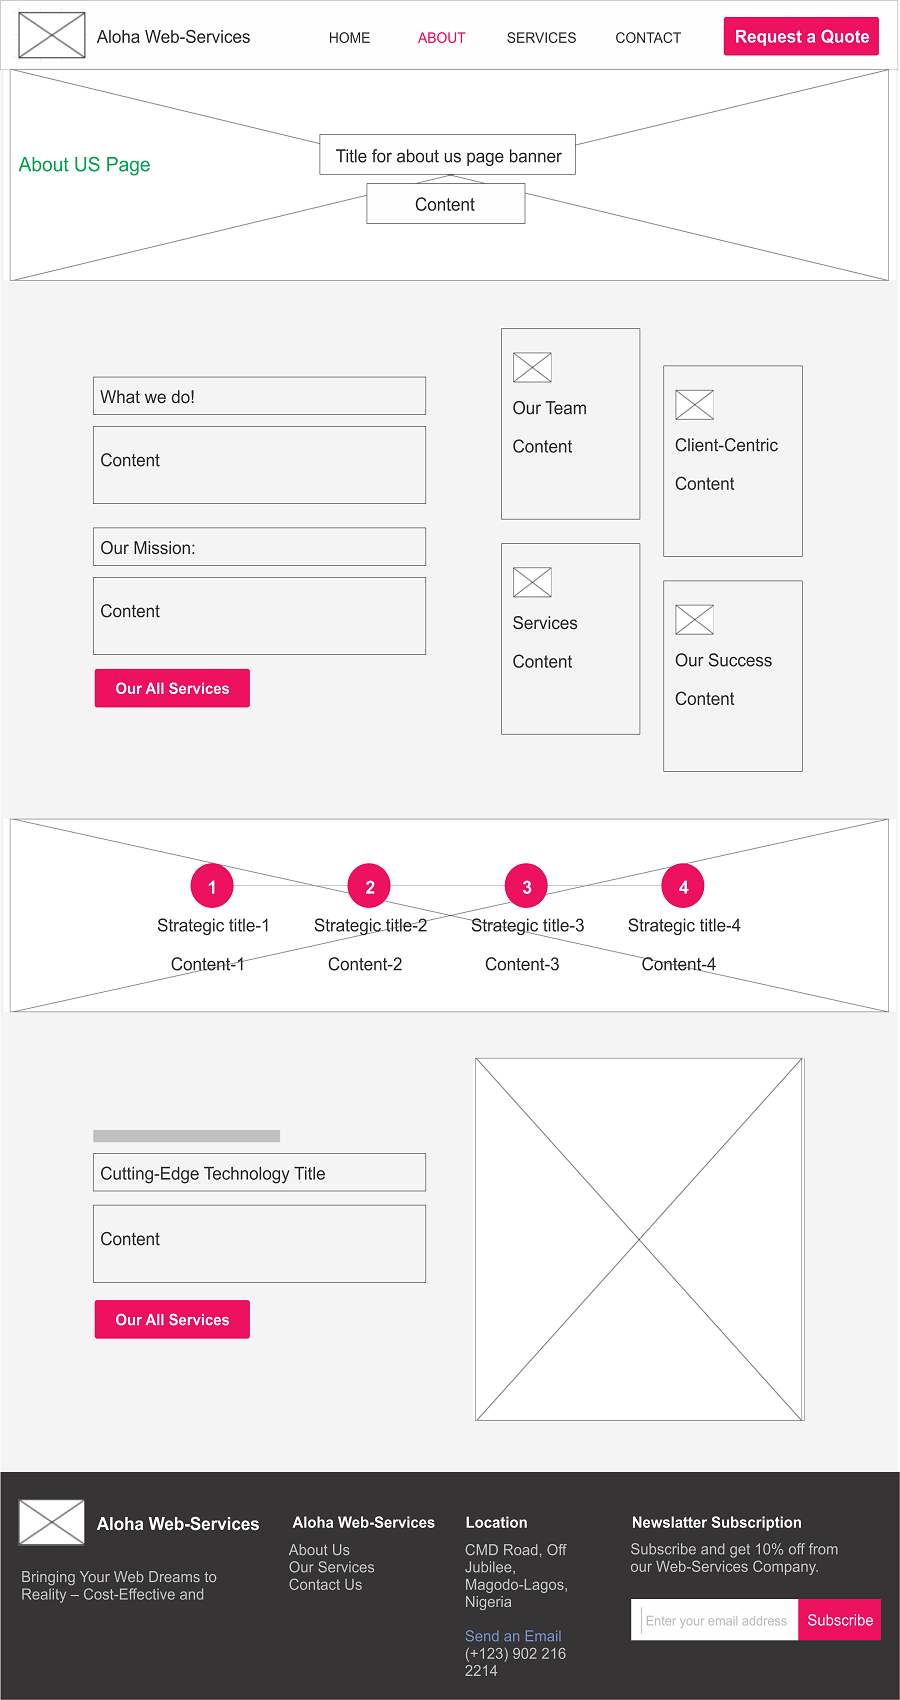 Aloha Web-Services
HOME
ABOUT
SERVICES
CONTACT
Request a Quote
About US Page
Title for about us page banner
Content
What we do!
Content
Our Mission:
Content
Our All Services
Our Team
Content
Client-Centric
Content
Services
Content
Our Success
Content
1
Strategic title-1
Content-1
2
Strategic title-2
Content-2
3
Strategic title-3
Content-3
4
Strategic title-4
Content-4
Cutting-Edge Technology Title
Content
Our All Services
Aloha Web-Services
Bringing Your Web Dreams to
Reality – Cost-Effective and
Aloha Web-Services
About Us
Our Services
Contact Us
Location
CMD Road, Off
Jubilee,
Magodo-Lagos,
Nigeria
Send an Email
(+123) 902 216
2214
Newslatter Subscription
Subscribe and get 10% off from
our Web-Services Company.
Enter your email address
Subscribe